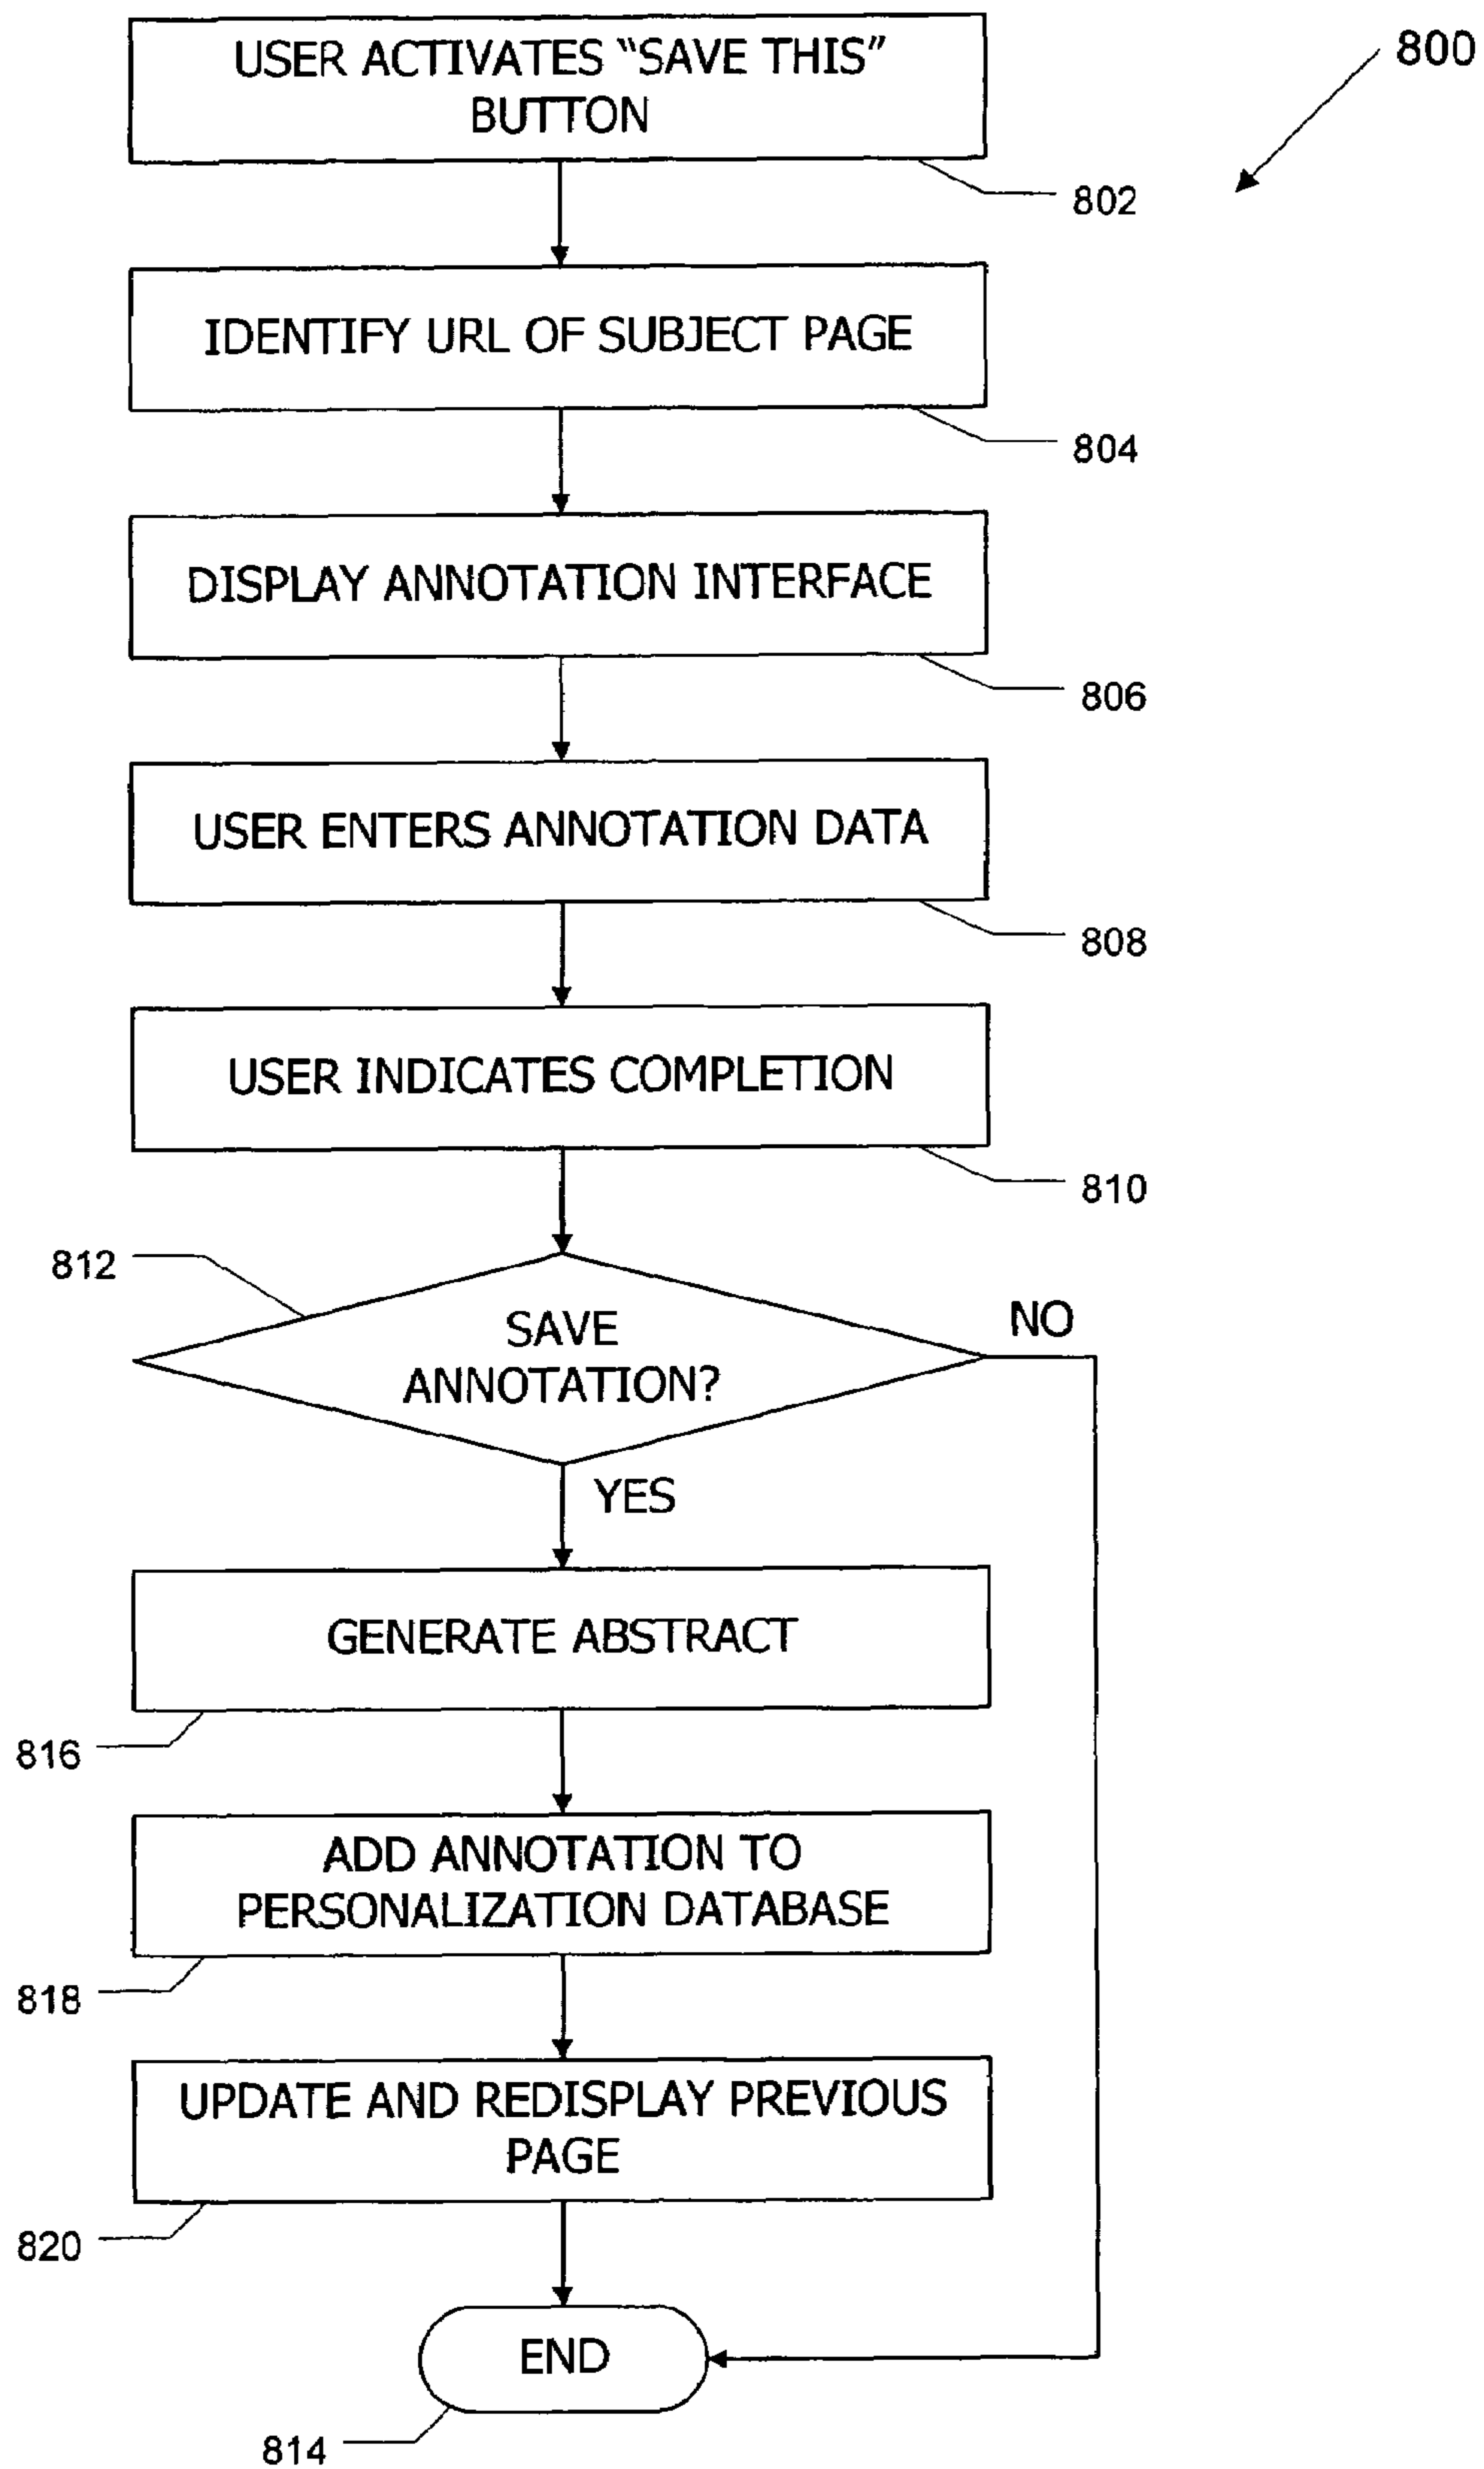 800
USER ACTIVATES “SAVE THIS”
BUTTON
802
IDENTIFY URL OF SUBJECT PAGE
804
DISPLAY ANNOTATION INTERFACE
806
USER ENTERS ANNOTATION DATA
808
USER INDICATES COMPLETION
810
812
SAVE
ANNOTATION?
NO
YES
GENERATE ABSTRACT
816
ADD ANNOTATION TO
PERSONALIZATION DATABASE
818
UPDATE AND REDISPLAY PREVIOUS
PAGE
820
END
814